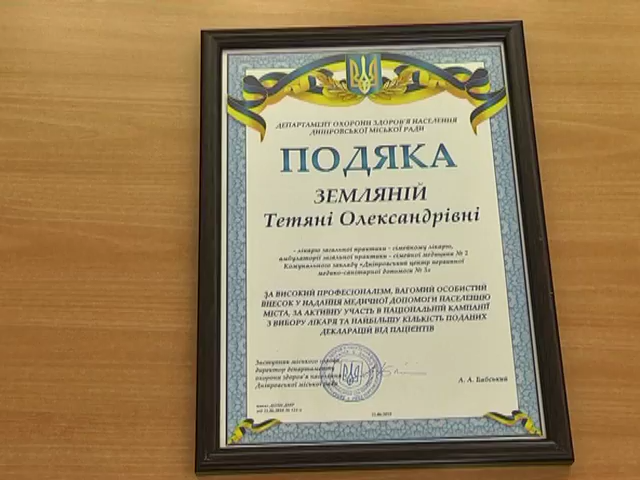 ДЕПАРТАМЕНТ ОХОРОНИ ЗДОРОВ'Я НАСЕЛЕННЯ
ДНІПРОВСЬКОЇ МІСЬКОЇ РАДИ
ПОДЯКА
ЗЕМЛЯНІЙ
Тетяні Олександрівні
- лікарю загальної практики - сімейному лікарю,
амбулаторії загальної практики - сімейної медицини № 2
Комунального закладу «Дніпровський центр первинної
медико-санітарної допомоги № 3»
ЗА ВИСОКИЙ ПРОФЕСІОНАЛІЗМ, ВАГОМИЙ ОСОБИСТИЙ
ВНЕСОК У НАДАННЯ МЕДИЧНОЇ ДОПОМОГИ НАСЕЛЕННЮ
МІСТА, ЗА АКТИВНУ УЧАСТЬ В НАЦІОНАЛЬНІЙ КАМПАНІЇ
З ВИБОРУ ЛІКАРЯ ТА НАЙБІЛЬШУ КІЛЬКІСТЬ ПОДАНИХ
ДЕКЛАРАЦІЙ ВІД ПАЦІЄНТІВ
Заступник міського голови,
директор департаменту
охорони здоров'я населення
Дніпровської міської ради
А. А. Бабський
21.06.2018